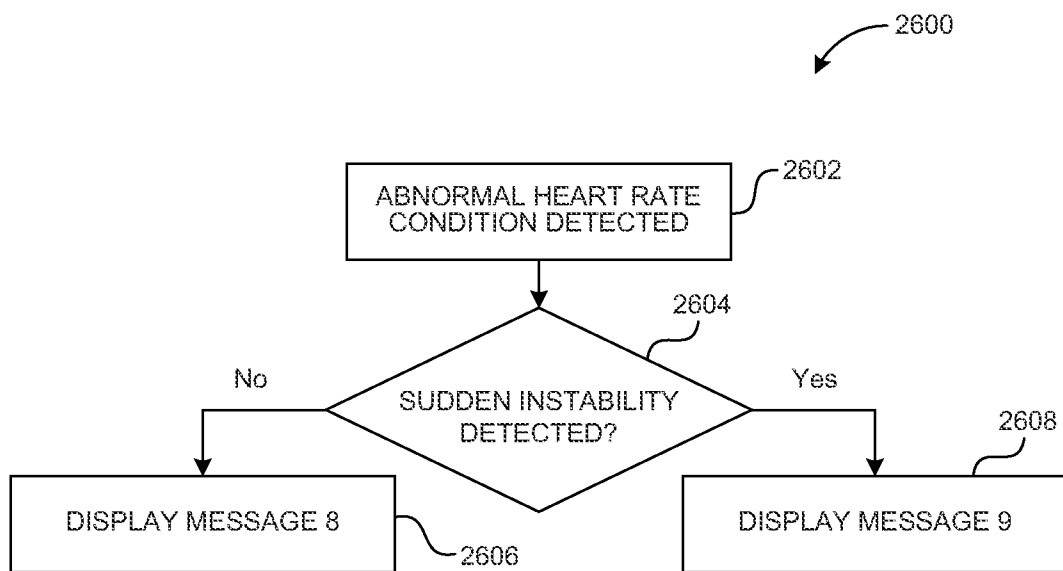 2600
ABNORMAL HEART RATE
CONDITION DETECTED
2602
2604
No
Yes
SUDDEN INSTABILITY
DETECTED?
2608
DISPLAY MESSAGE 8
DISPLAY MESSAGE 9
2606